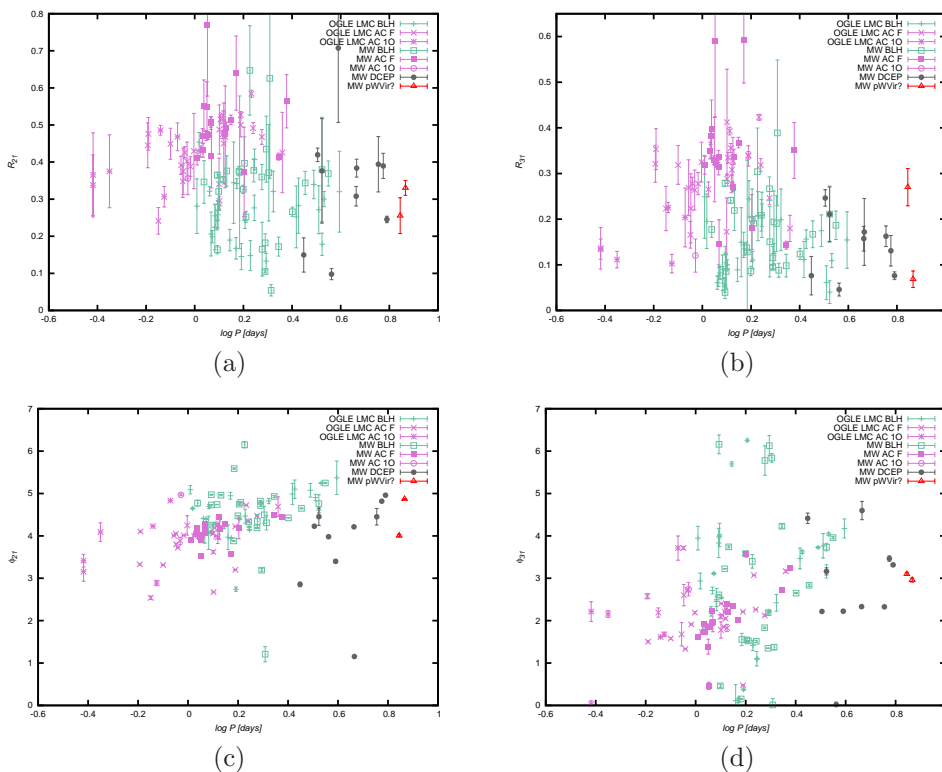 0.8
0.7
0.6
0.5
0.4
0.3
0.2
0.1
0
R21
-0.6 -0.4 -0.2 0 0.2 0.4 0.6 0.8 1
log P [days]
OGLE LMC BLH
OGLE LMC AC F
OGLE LMC AC 1O
MW BLH
MW AC F
MW AC 1O
MW DCEP
MW pWVir?
(a)
0.6
0.5
0.4
0.3
0.2
0.1
0
R31
-0.6 -0.4 -0.2 0 0.2 0.4 0.6 0.8 1
log P [days]
OGLE LMC BLH
OGLE LMC AC F
OGLE LMC AC 1O
MW BLH
MW AC F
MW AC 1O
MW DCEP
MW pWVir?
(b)
7
6
5
4
3
2
1
0
ϕ21
-0.6 -0.4 -0.2 0 0.2 0.4 0.6 0.8 1
log P [days]
OGLE LMC BLH
OGLE LMC AC F
OGLE LMC AC 1O
MW BLH
MW AC F
MW AC 1O
MW DCEP
MW pWVir?
(c)
7
6
5
4
3
2
1
0
ϕ31
-0.6 -0.4 -0.2 0 0.2 0.4 0.6 0.8 1
log P [days]
OGLE LMC BLH
OGLE LMC AC F
OGLE LMC AC 1O
MW BLH
MW AC F
MW AC 1O
MW DCEP
MW pWVir?
(d)